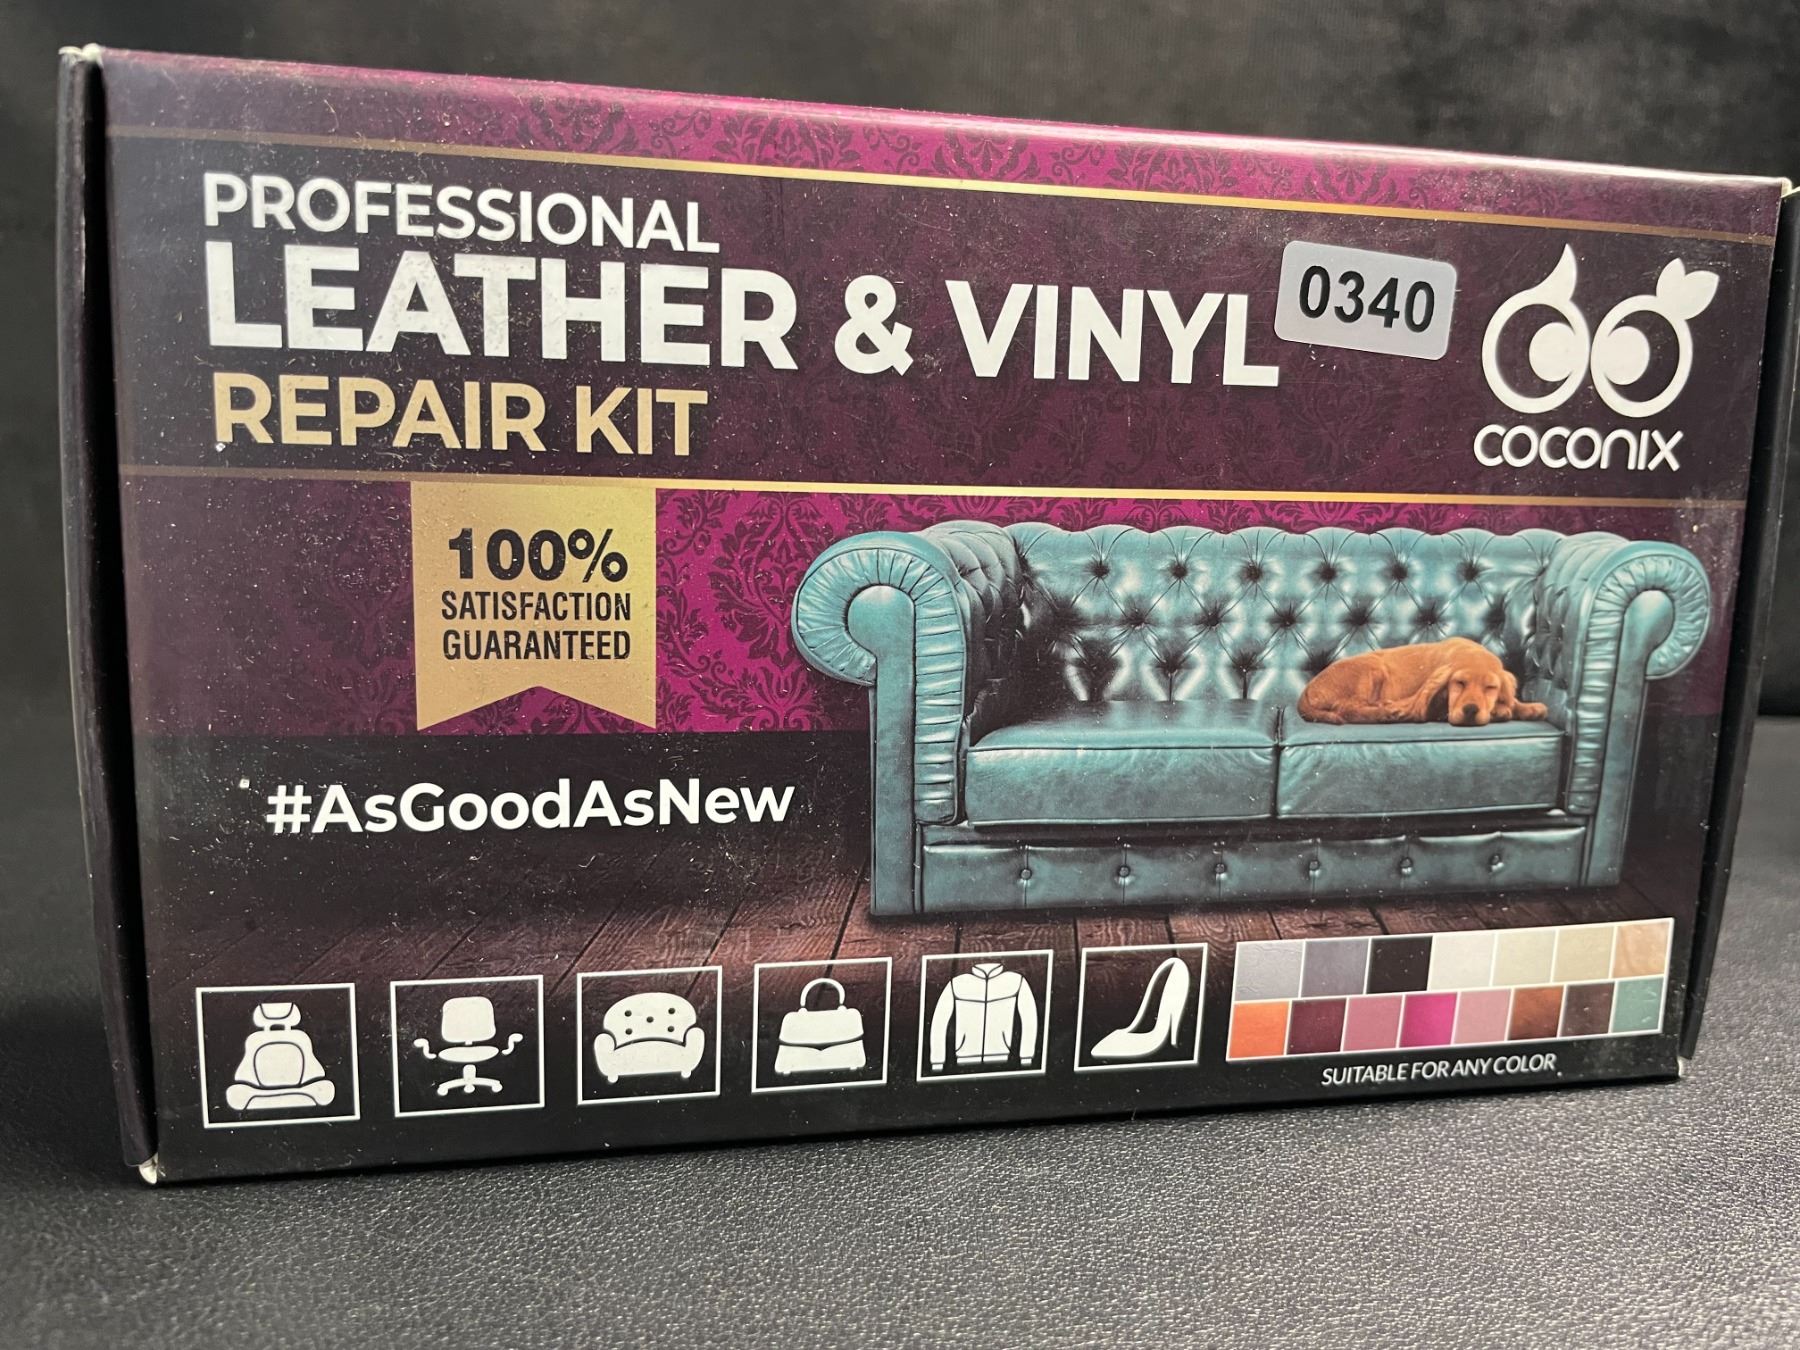 PROFESSIONAL
LEATHER & VINYL
0340
REPAIR KIT
COCONIX
100%
SATISFACTION
GUARANTEED
#AsGoodAsNew
SUITABLE FOR ANY COLOR